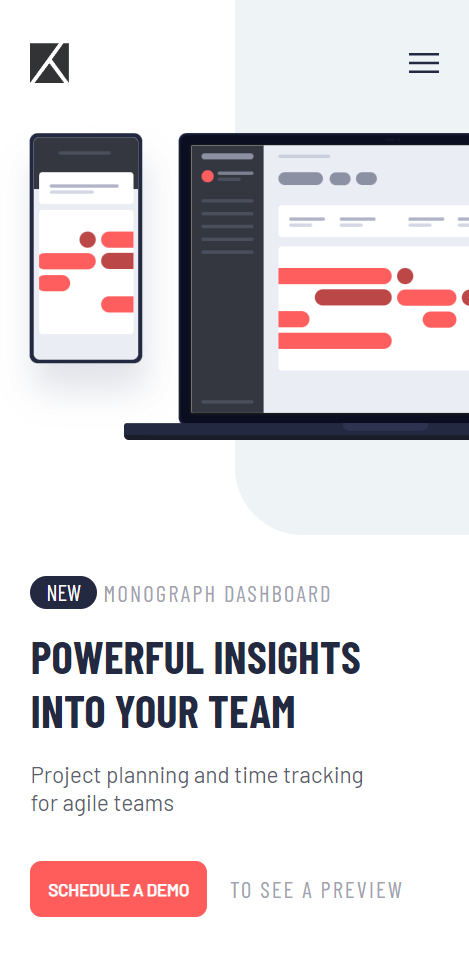 NEW MONOGRAPH DASHBOARD
POWERFUL INSIGHTS
INTO YOUR TEAM
Project planning and time tracking
for agile teams
SCHEDULE A DEMO TO SEE A PREVIEW